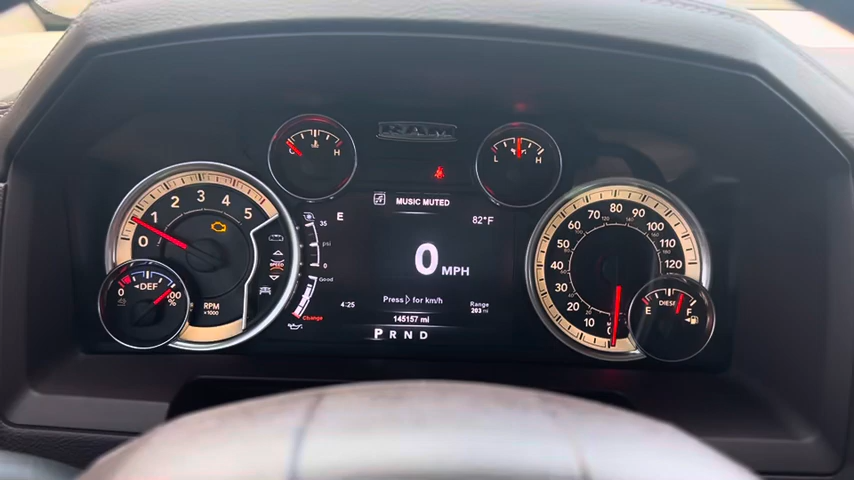 RAM
C H
L H
MUSIC MUTED
82°F
0 MPH
Press ▷ for km/h
Range
203 mi
145157 mi
4:25
P R N D
0 1 2 3 4 5
RPM
x1000
0 DEF 100
%
E
35
psi
0
Good
Change
SPEED
10 20 30 40 50 60 70 80 90 100 110 120
E DIESEL F